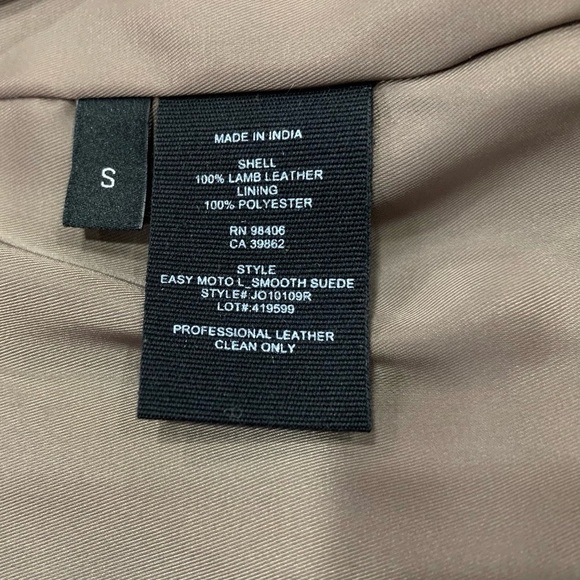 S
MADE IN INDIA
SHELL
100% LAMB LEATHER
LINING
100% POLYESTER
RN 98406
CA 39862
STYLE
EASY MOTO L_SMOOTH SUEDE
STYLE#:JO10109R
LOT#:419599
PROFESSIONAL LEATHER
CLEAN ONLY